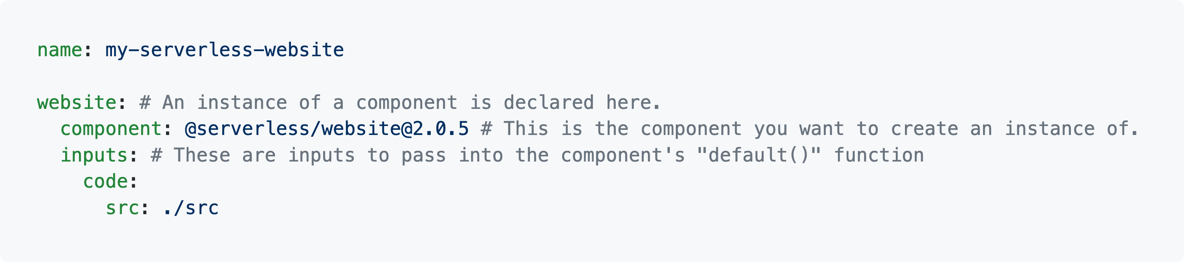 name: my-serverless-website

website: # An instance of a component is declared here.
  component: @serverless/website@2.0.5 # This is the component you want to create an instance of.
  inputs: # These are inputs to pass into the component's "default()" function
    code:
      src: ./src